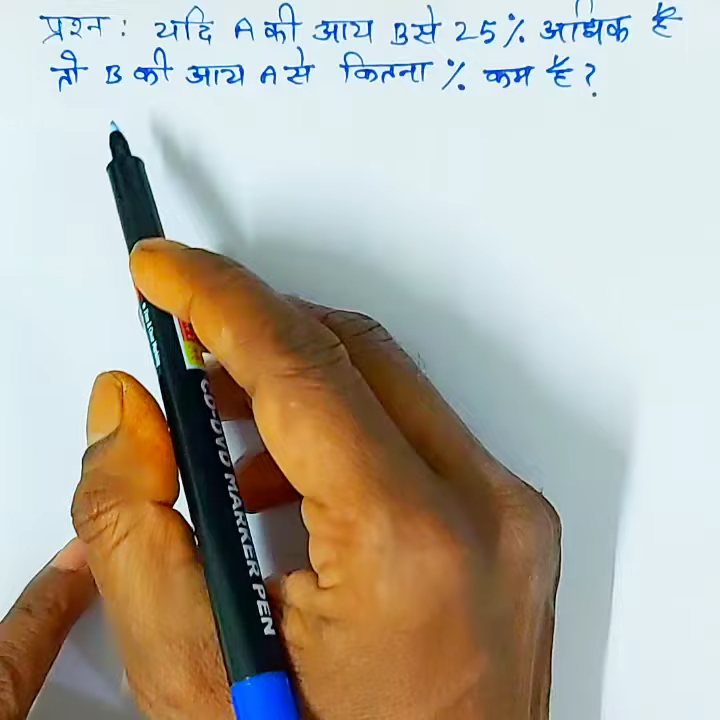 प्रश्न : यदि A की आय B से 25% अधिक है
तो B की आय A से कितना % कम है ?
CD-DVD MARKER PEN